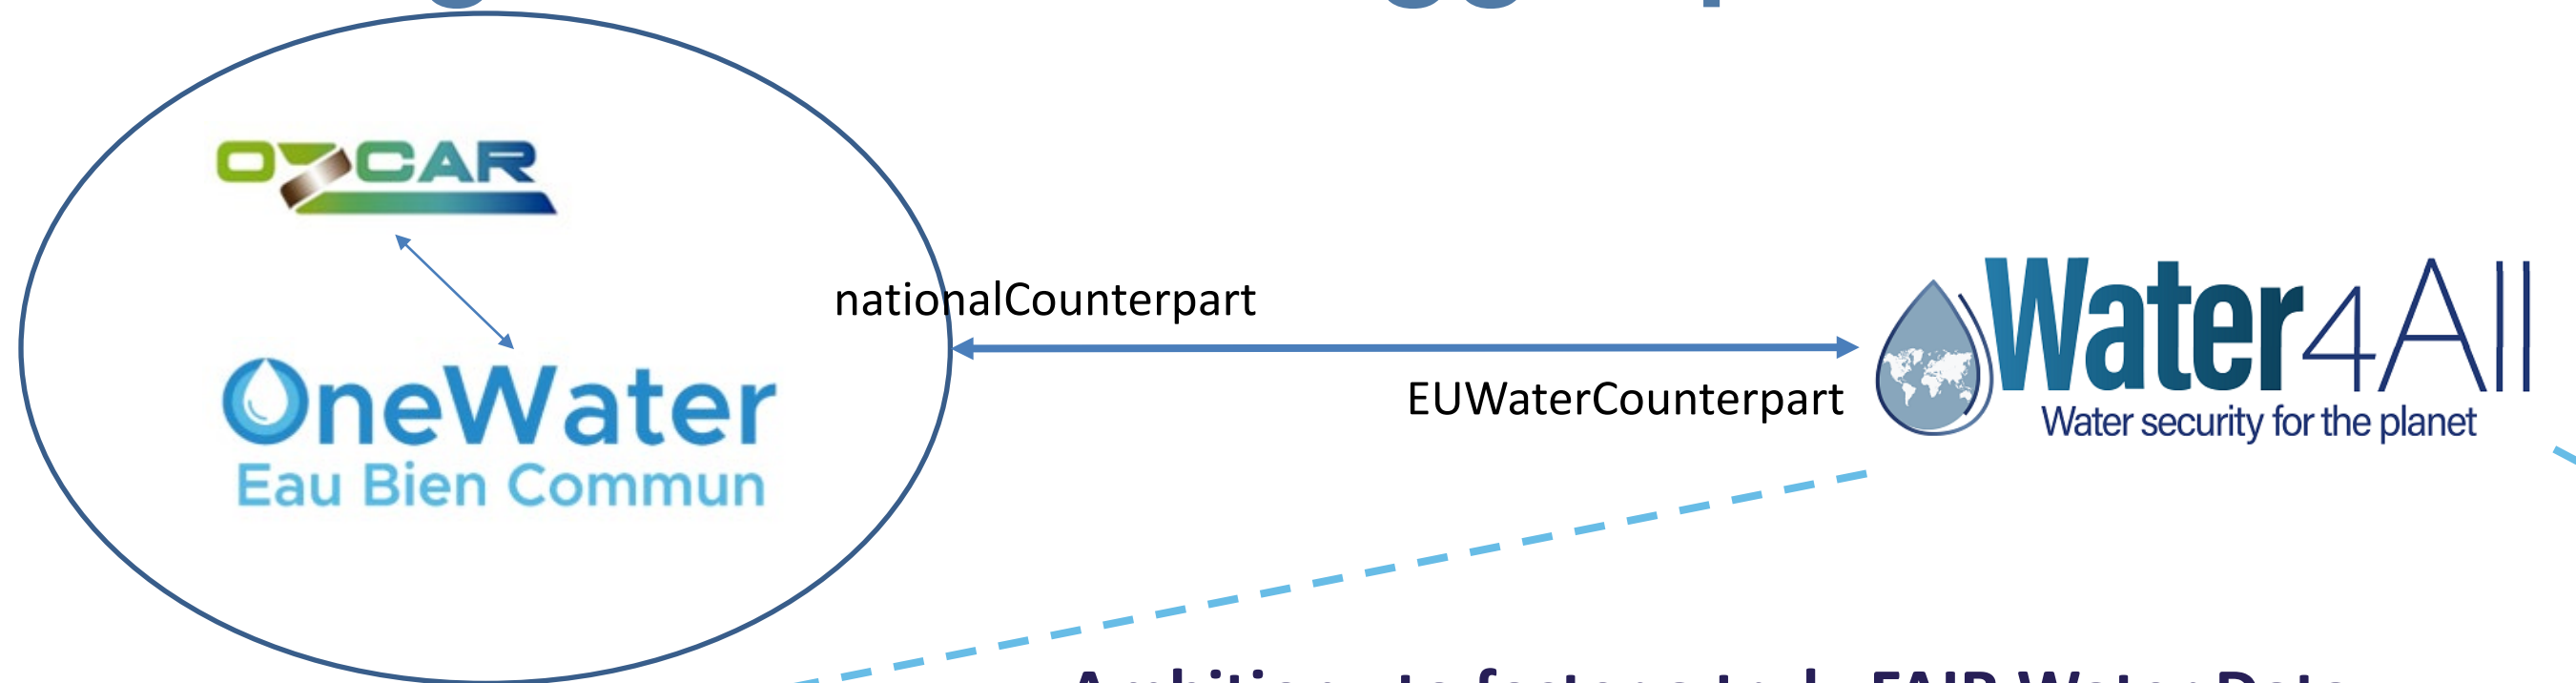 OZCAR
nationalCounterpart
OneWater
Eau Bien Commun
EUWaterCounterpart
Water4All
Water security for the planet